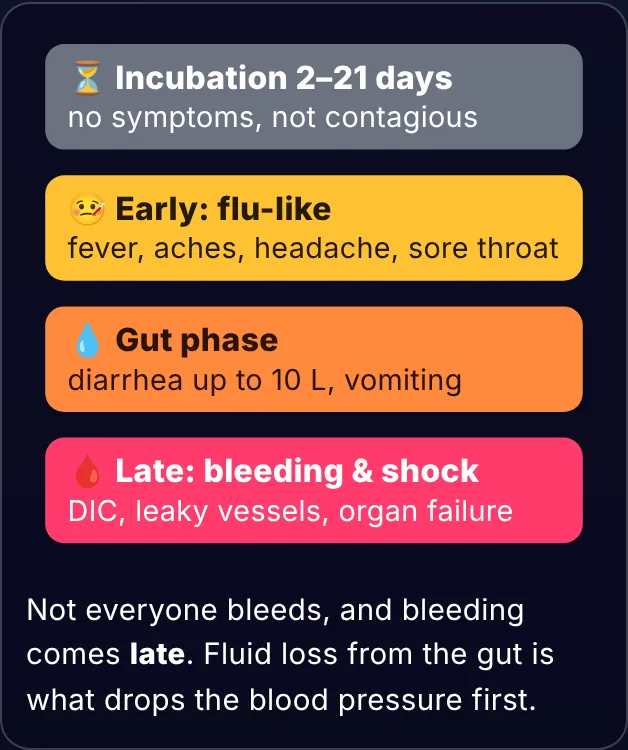 ⏳ Incubation 2–21 days
no symptoms, not contagious
🤒 Early: flu-like
fever, aches, headache, sore throat
💧 Gut phase
diarrhea up to 10 L, vomiting
🩸 Late: bleeding & shock
DIC, leaky vessels, organ failure
Not everyone bleeds, and bleeding
comes late. Fluid loss from the gut is
what drops the blood pressure first.